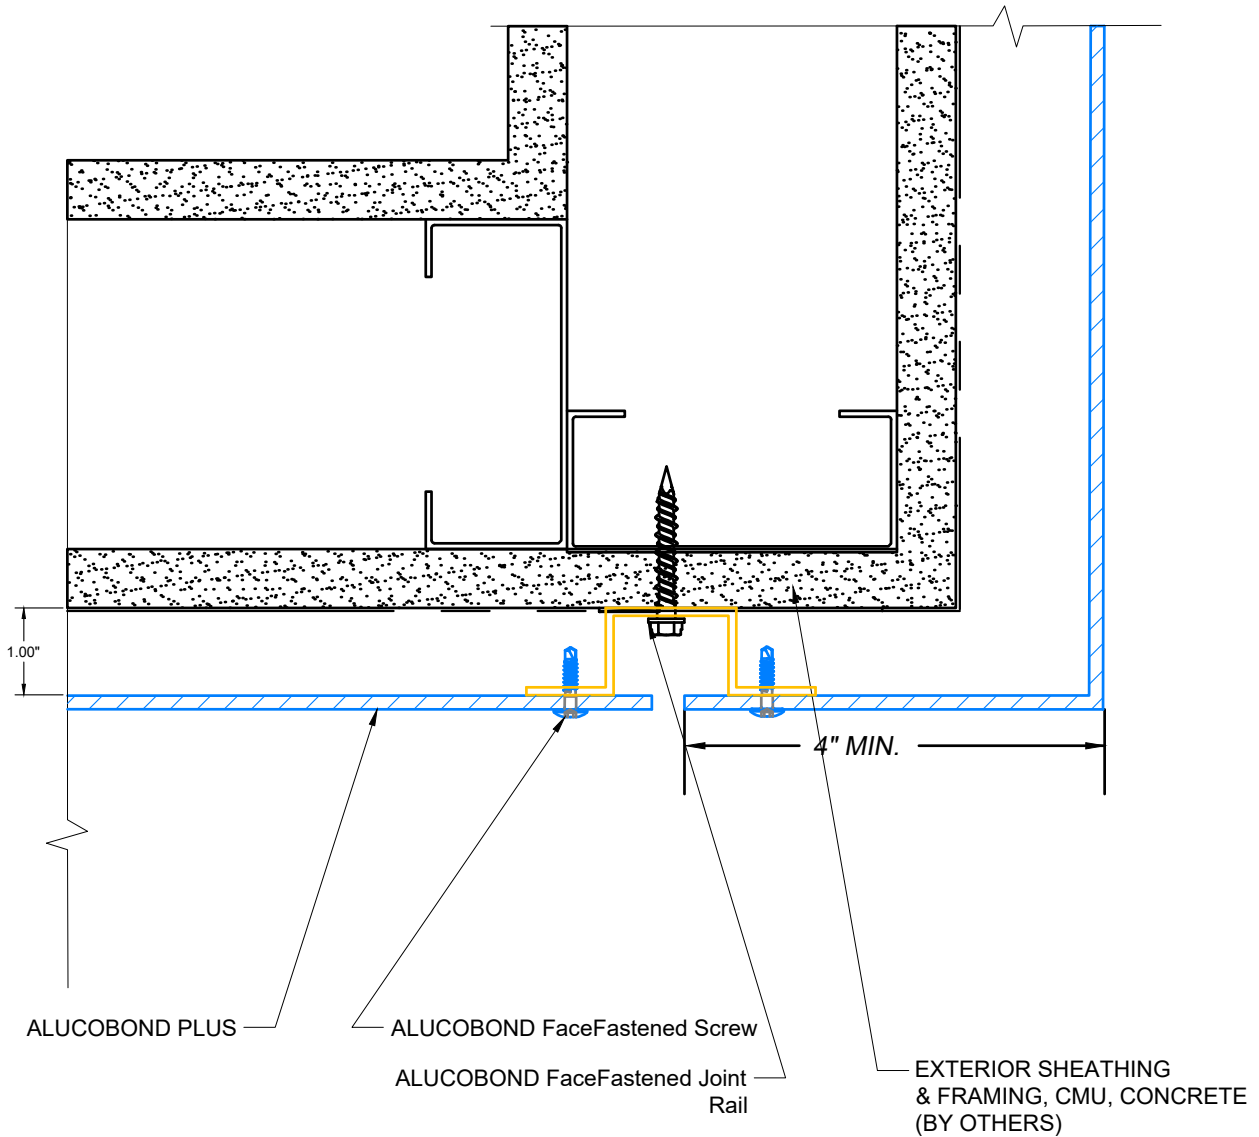 1.00"
4" MIN.
ALUCOBOND PLUS
ALUCOBOND FaceFastened Screw
ALUCOBOND FaceFastened Joint
Rail
EXTERIOR SHEATHING
& FRAMING, CMU, CONCRETE
(BY OTHERS)